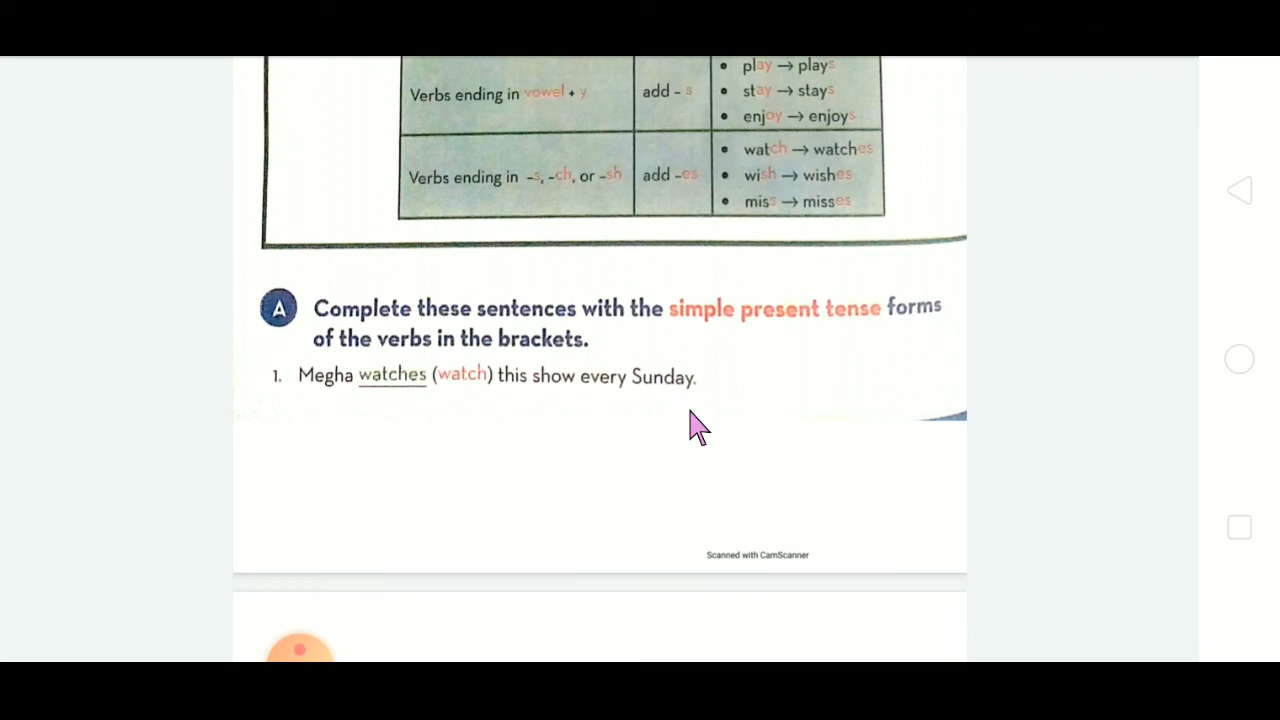 • play → plays
Verbs ending in vowel + y add - s • stay → stays
• enjoy → enjoys
• watch → watches
Verbs ending in -s, -ch, or -sh add -es • wish → wishes
• miss → misses
A Complete these sentences with the simple present tense forms
of the verbs in the brackets.
1. Megha watches (watch) this show every Sunday.
Scanned with CamScanner